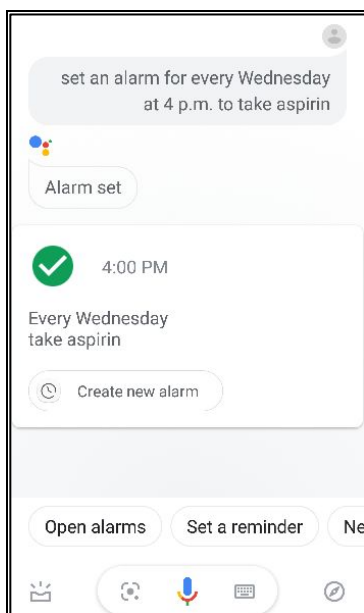 set an alarm for every Wednesday
at 4 p.m. to take aspirin
Alarm set
4:00 PM
Every Wednesday
take aspirin
Create new alarm
Open alarms Set a reminder Ne